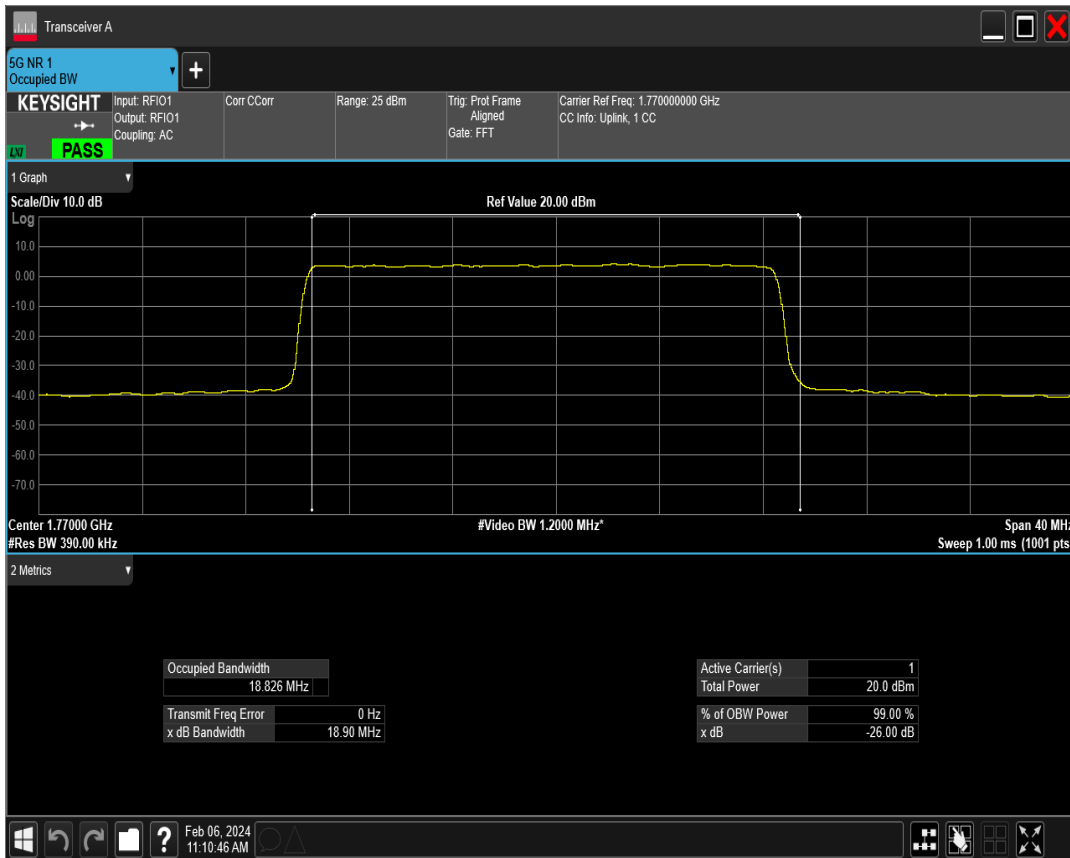 Transceiver A
5G NR 1
Occupied BW
+
KEYSIGHT
LXI
PASS
Input: RFIO1
Output: RFIO1
Coupling: AC
Corr CCorr
Range: 25 dBm
Trig: Prot Frame
Aligned
Gate: FFT
Carrier Ref Freq: 1.770000000 GHz
CC Info: Uplink, 1 CC
1 Graph
Scale/Div 10.0 dB
Ref Value 20.00 dBm
Log
10.0
0.00
-10.0
-20.0
-30.0
-40.0
-50.0
-60.0
-70.0
Center 1.77000 GHz
#Video BW 1.2000 MHz*
Span 40 MHz
#Res BW 390.00 kHz
Sweep 1.00 ms (1001 pts
2 Metrics
Occupied Bandwidth
18.826 MHz
Transmit Freq Error 0 Hz
x dB Bandwidth 18.90 MHz
Active Carrier(s) 1
Total Power 20.0 dBm
% of OBW Power 99.00 %
x dB -26.00 dB
?
Feb 06, 2024
11:10:46 AM